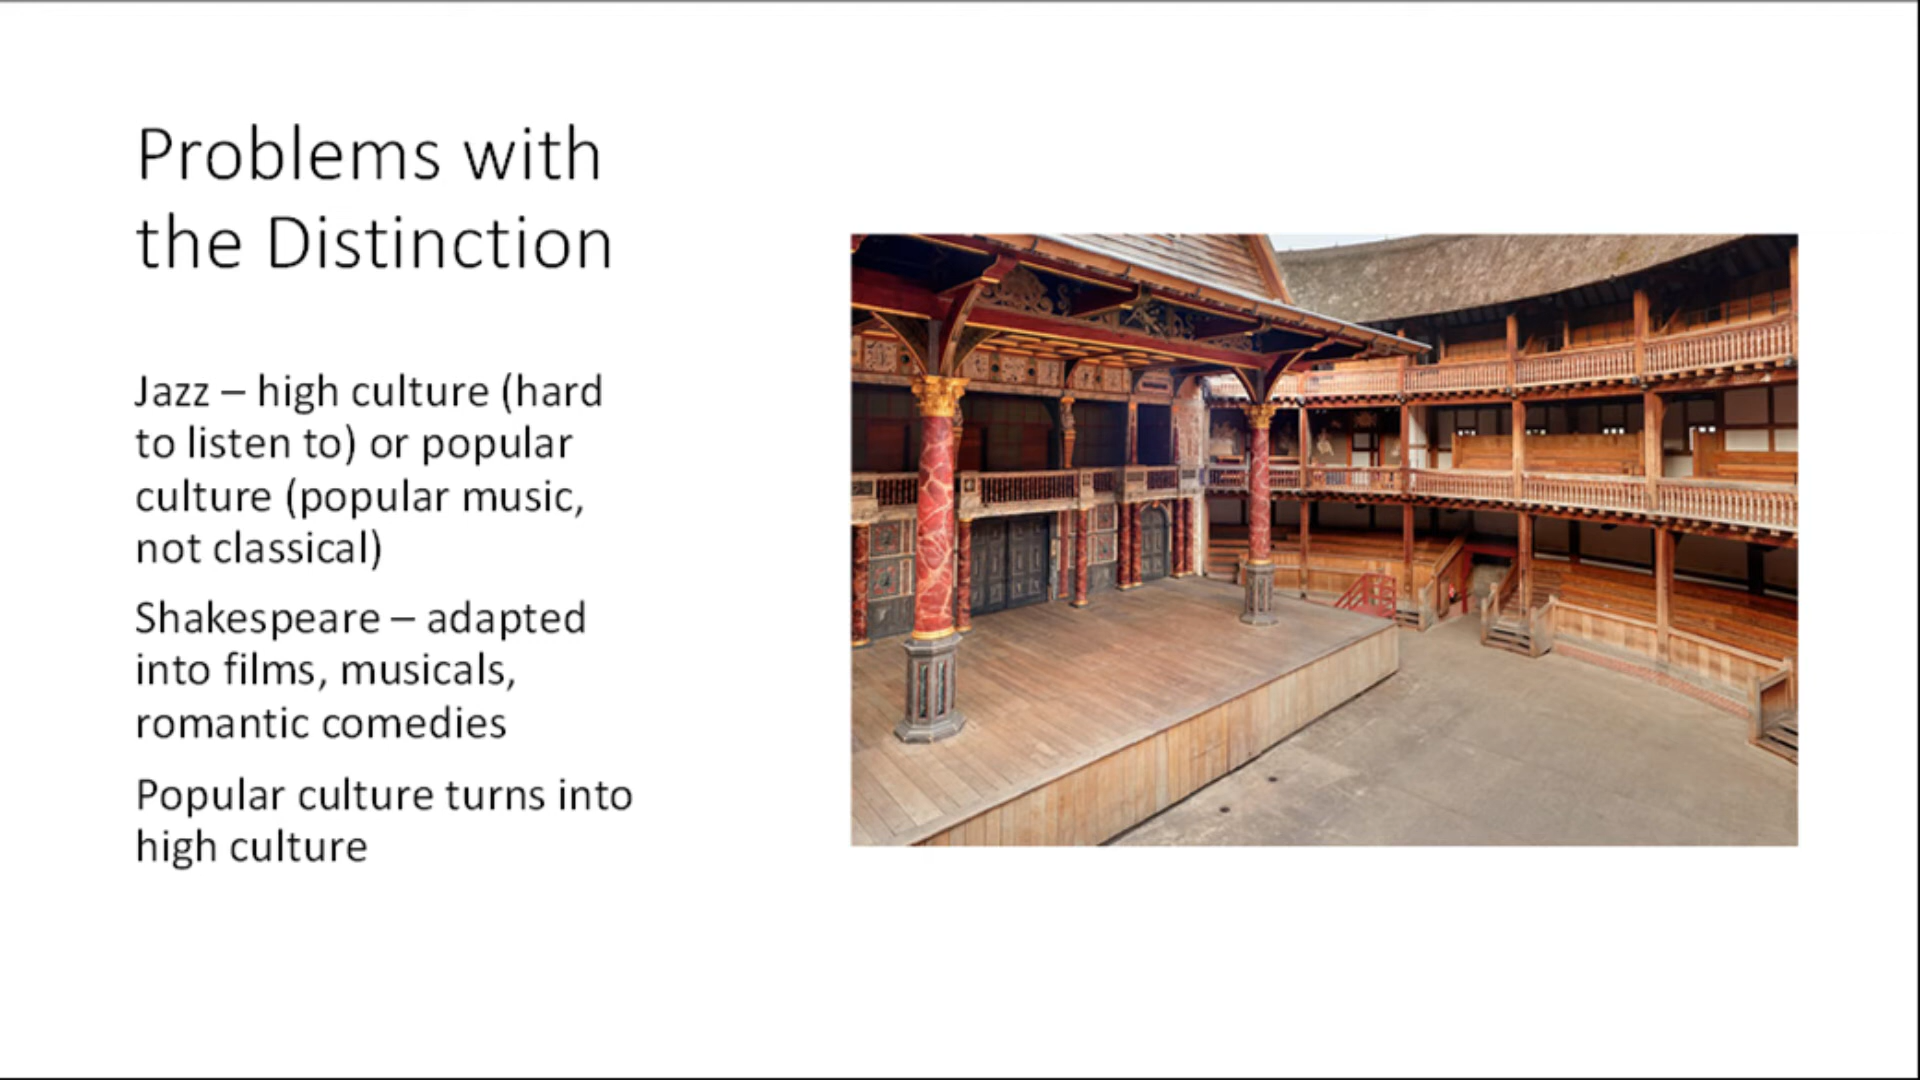 Problems with
the Distinction
Jazz – high culture (hard
to listen to) or popular
culture (popular music,
not classical)
Shakespeare – adapted
into films, musicals,
romantic comedies
Popular culture turns into
high culture